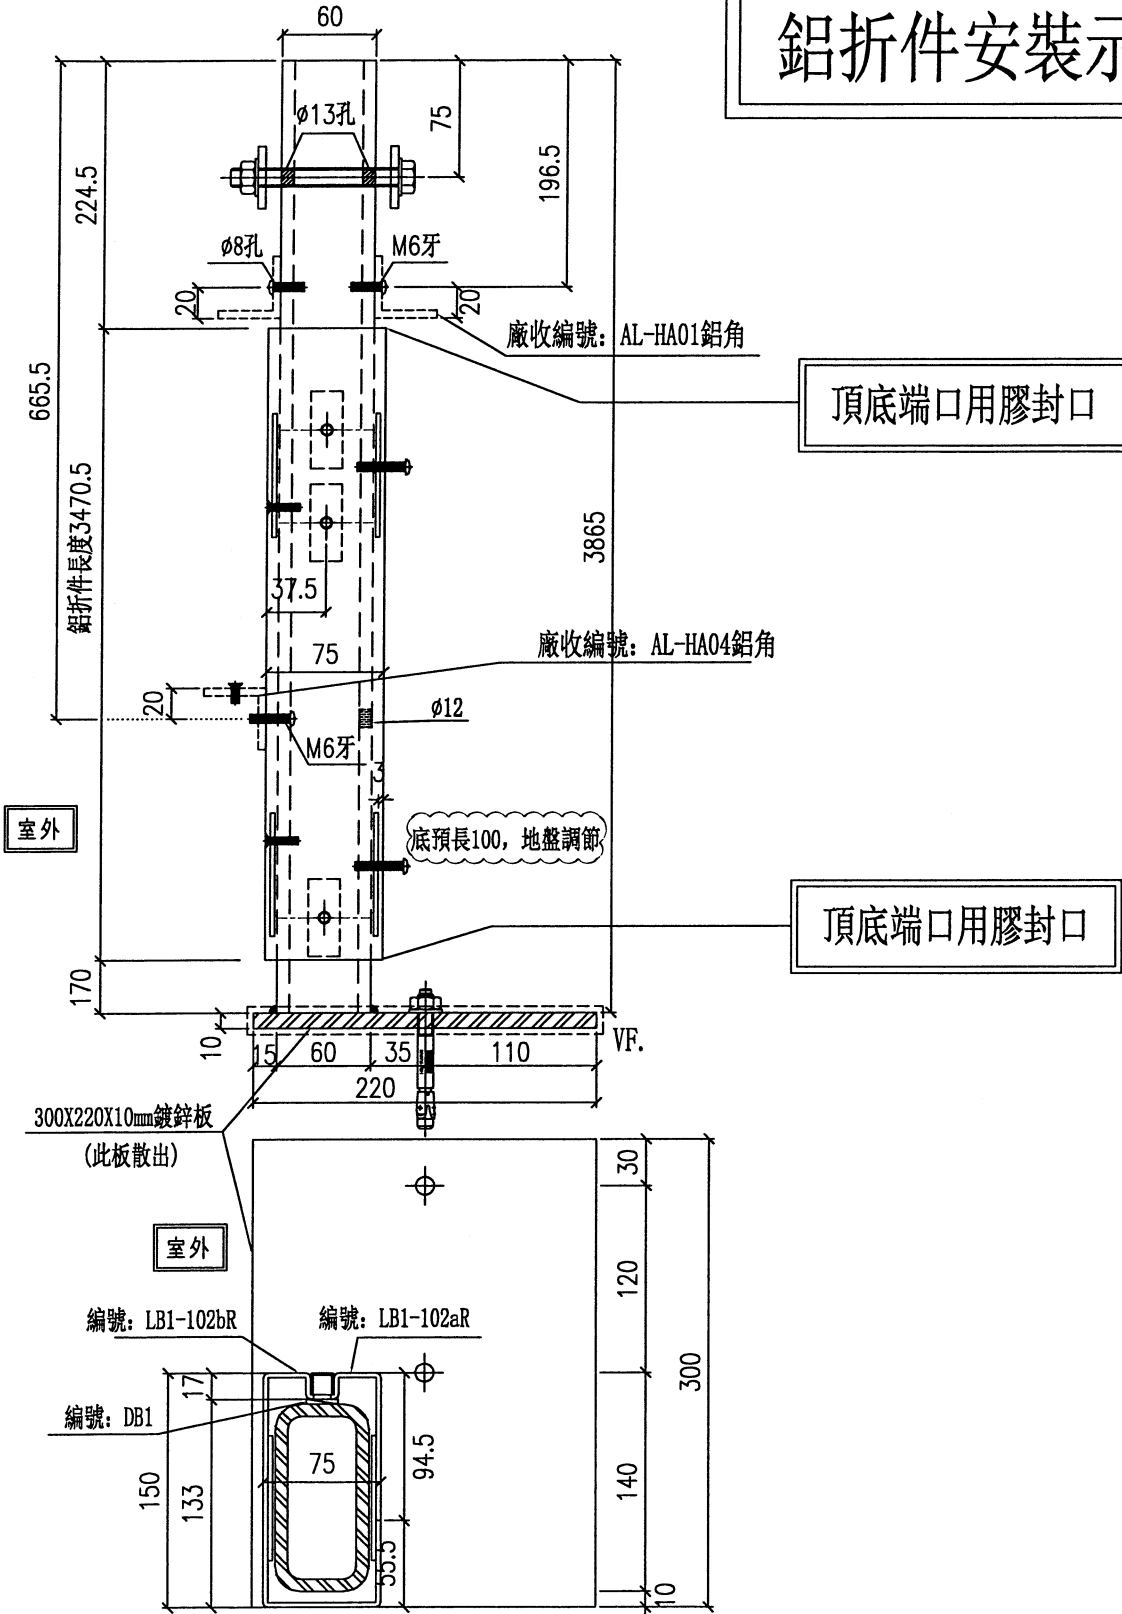 鋁折件安裝示
60
ø13孔
75
196.5
224.5
ø8孔
M6牙
20
20
廠收編號：AL-HA01鋁角
頂底端口用膠封口
665.5
鋁折件長度3470.5
3865
37.5
廠收編號：AL-HA04鋁角
75
20
ø12
M6牙
3
室外
底預長100，地盤調節
頂底端口用膠封口
170
10
15
60
35
110
VF.
220
300X220X10mm鍍鋅板
(此板散出)
30
室外
120
編號：LB1-102bR
編號：LB1-102aR
300
17
編號：DB1
94.5
75
150
133
140
55.5
10